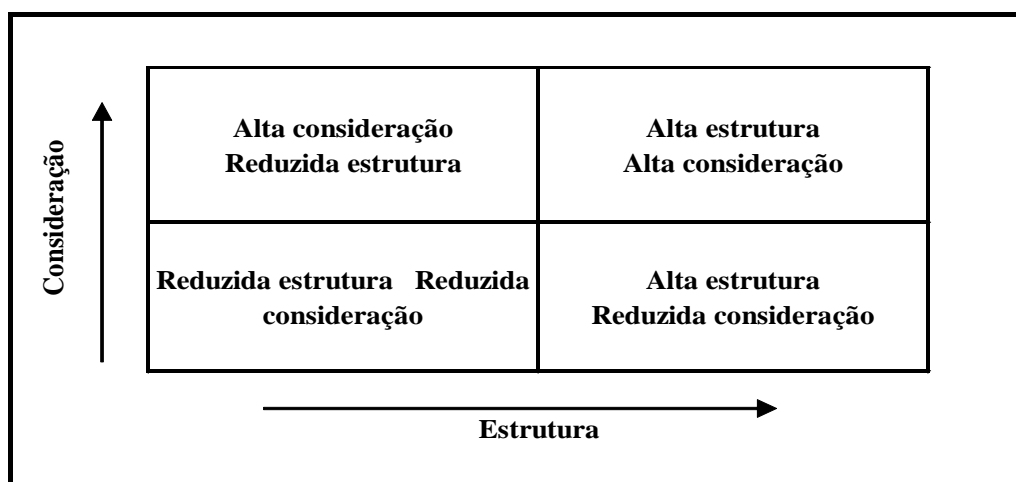 Consideração
Alta consideração
Reduzida estrutura
Alta estrutura
Alta consideração
Reduzida estrutura Reduzida
consideração
Alta estrutura
Reduzida consideração
Estrutura